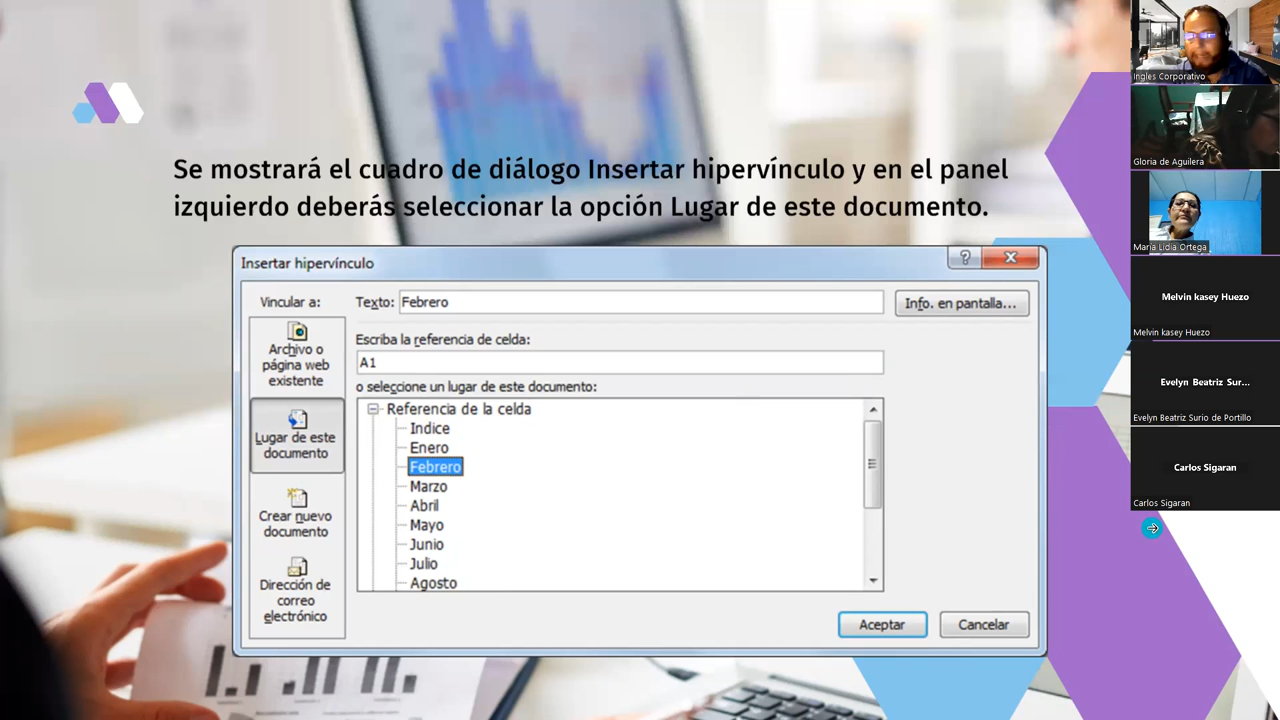 Se mostrará el cuadro de diálogo Insertar hipervínculo y en el panel
izquierdo deberás seleccionar la opción Lugar de este documento.
Insertar hipervínculo
?
Vincular a:
Texto: Febrero
Info. en pantalla...
Archivo o
página web
existente
Lugar de este
documento
Crear nuevo
documento
Dirección de
correo
electrónico
Escriba la referencia de celda:
A1
o seleccione un lugar de este documento:
Referencia de la celda
Indice
Enero
Febrero
Marzo
Abril
Mayo
Junio
Julio
Agosto
Aceptar
Cancelar
Ingles Corporativo
Gloria de Aguilera
Maria Lidia Ortega
Melvin kasey Huezo
Melvin kasey Huezo
Evelyn Beatriz Sur...
Evelyn Beatriz Surio de Portillo
Carlos Sigaran
Carlos Sigaran